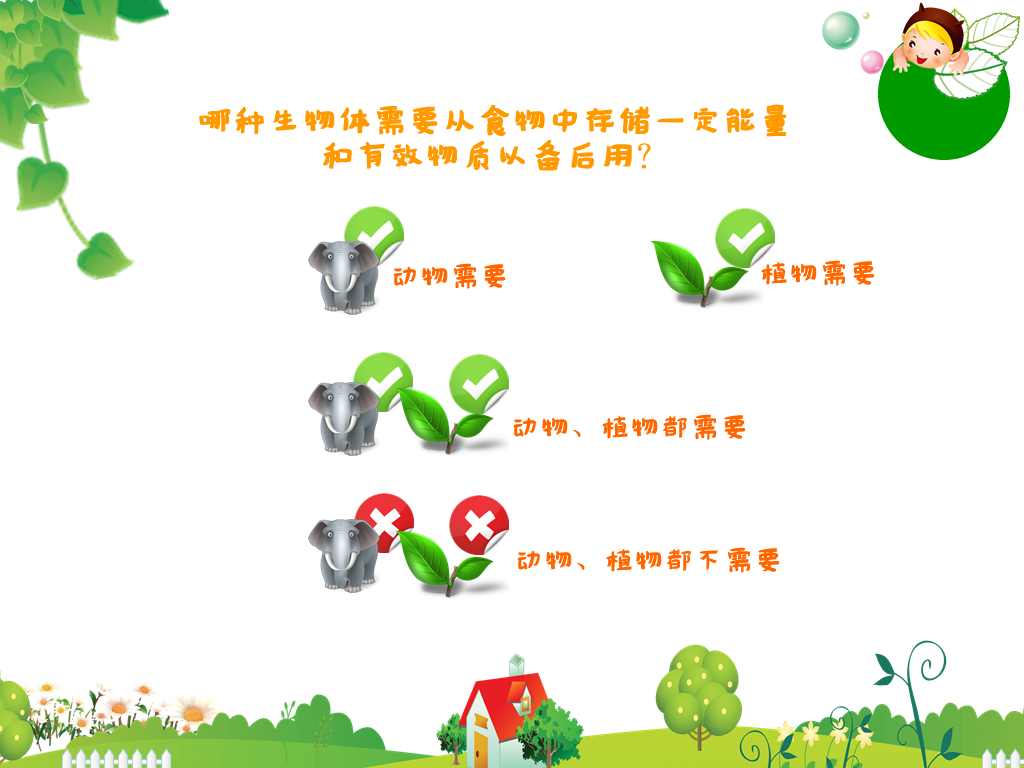 哪种生物体需要从食物中存储一定能量
和有效物质以备后用?
动物需要
植物需要
动物、植物都需要
动物、植物都不需要